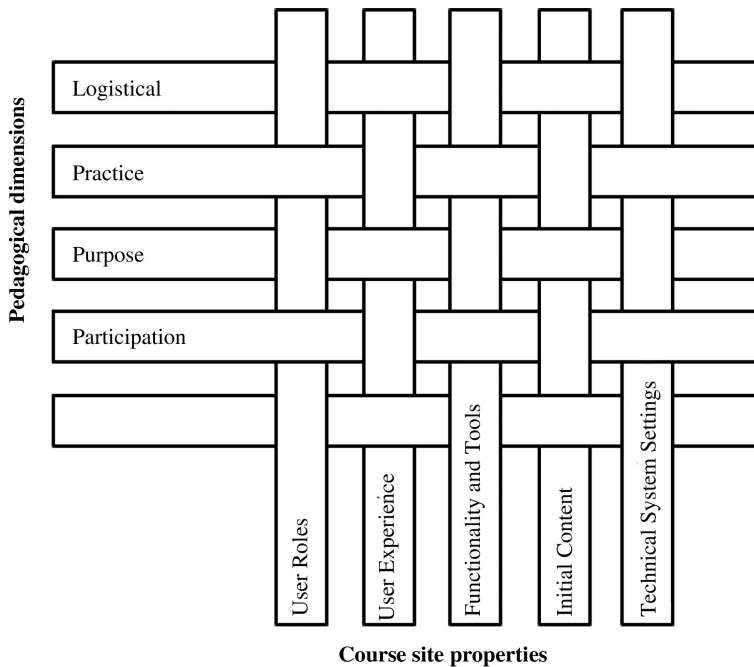 Pedagogical dimensions
Logistical
Practice
Purpose
Participation
User Roles
User Experience
Functionality and Tools
Initial Content
Technical System Settings
Course site properties